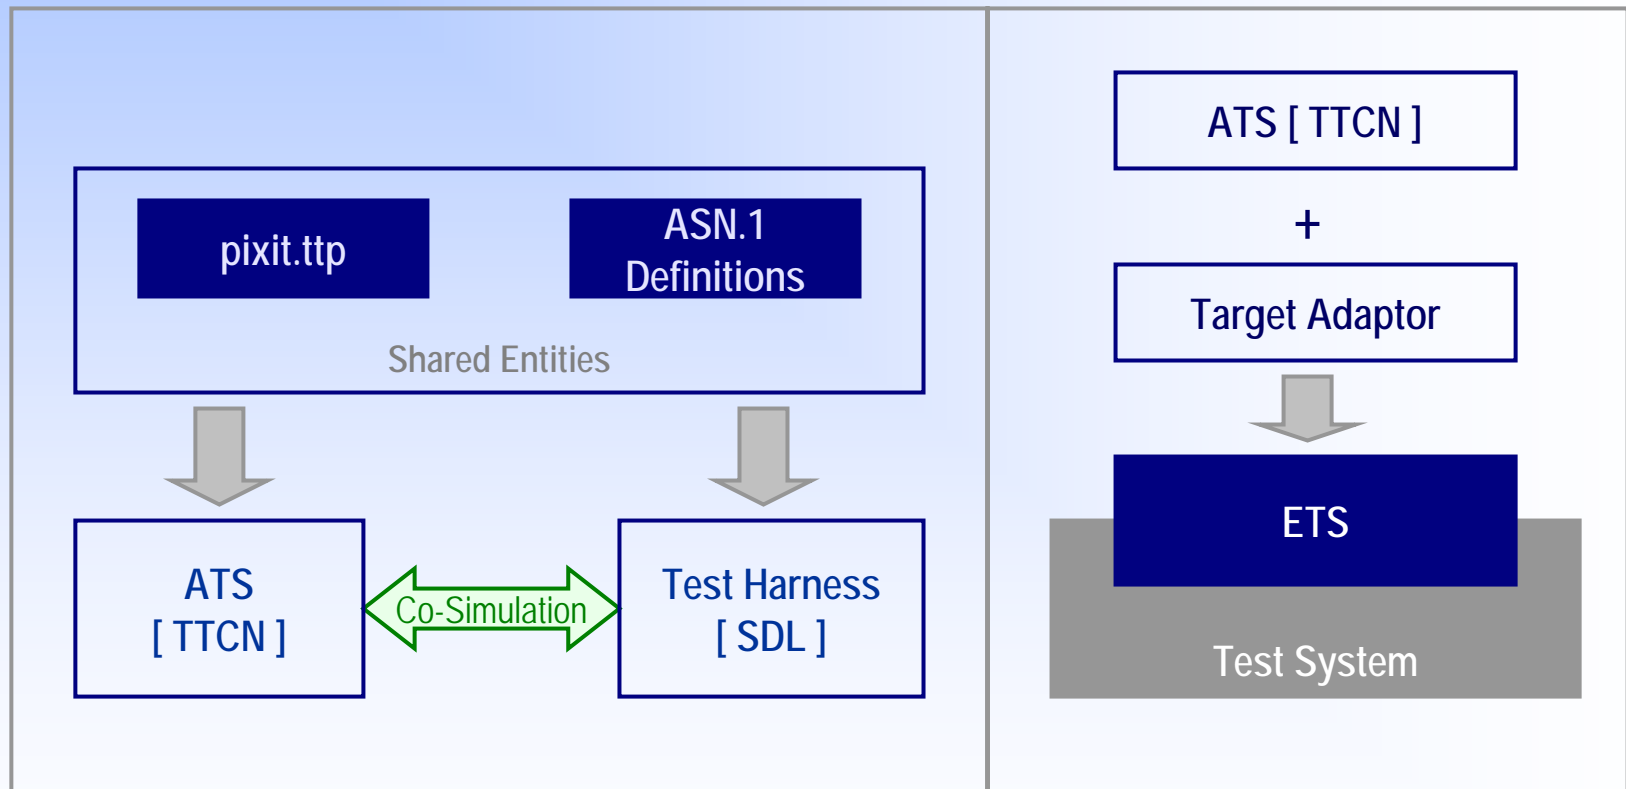 pixit.ttp
ASN.1
Definitions
Shared Entities
ATS
[ TTCN ]
Co-Simulation
Test Harness
[ SDL ]
ATS [ TTCN ]
+
Target Adaptor
ETS
Test System